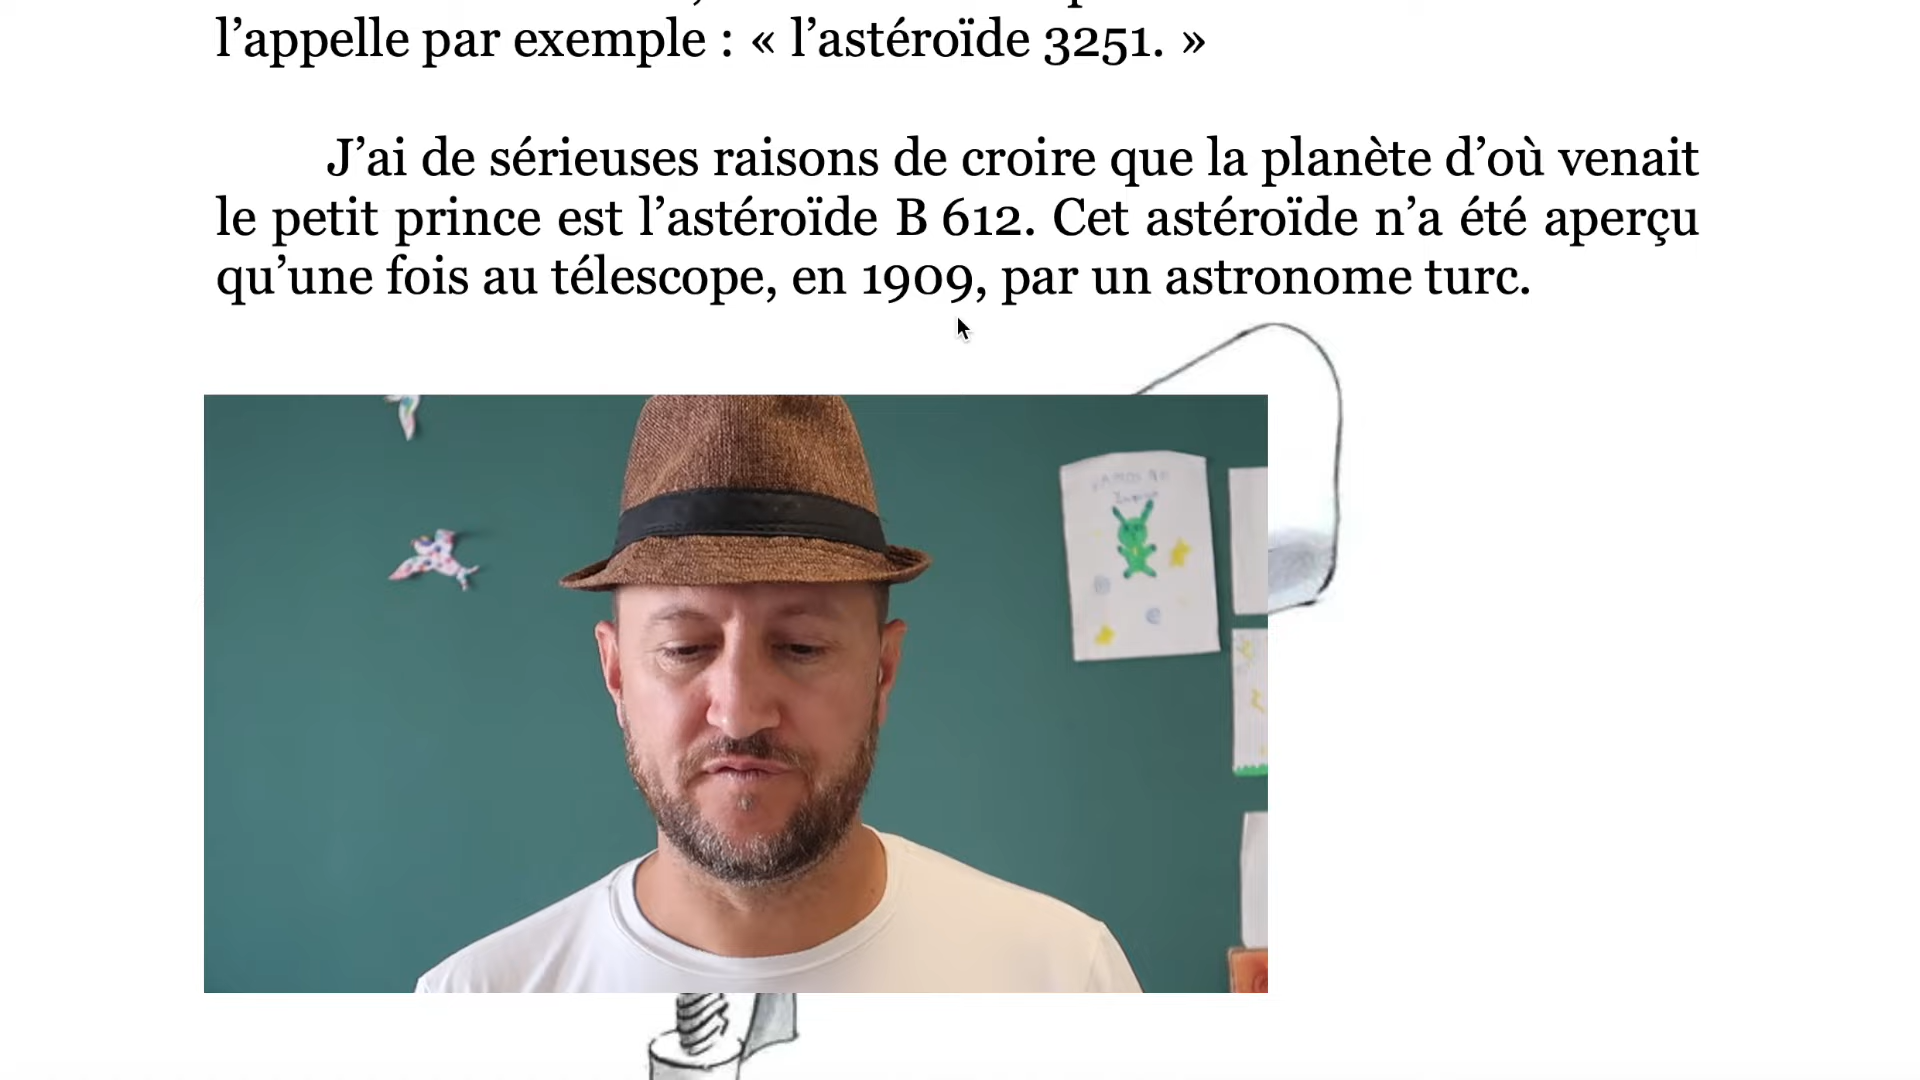 l’appelle par exemple : « l’astéroïde 3251. »
J’ai de sérieuses raisons de croire que la planète d’où venait
le petit prince est l’astéroïde B 612. Cet astéroïde n’a été aperçu
qu’une fois au télescope, en 1909, par un astronome turc.